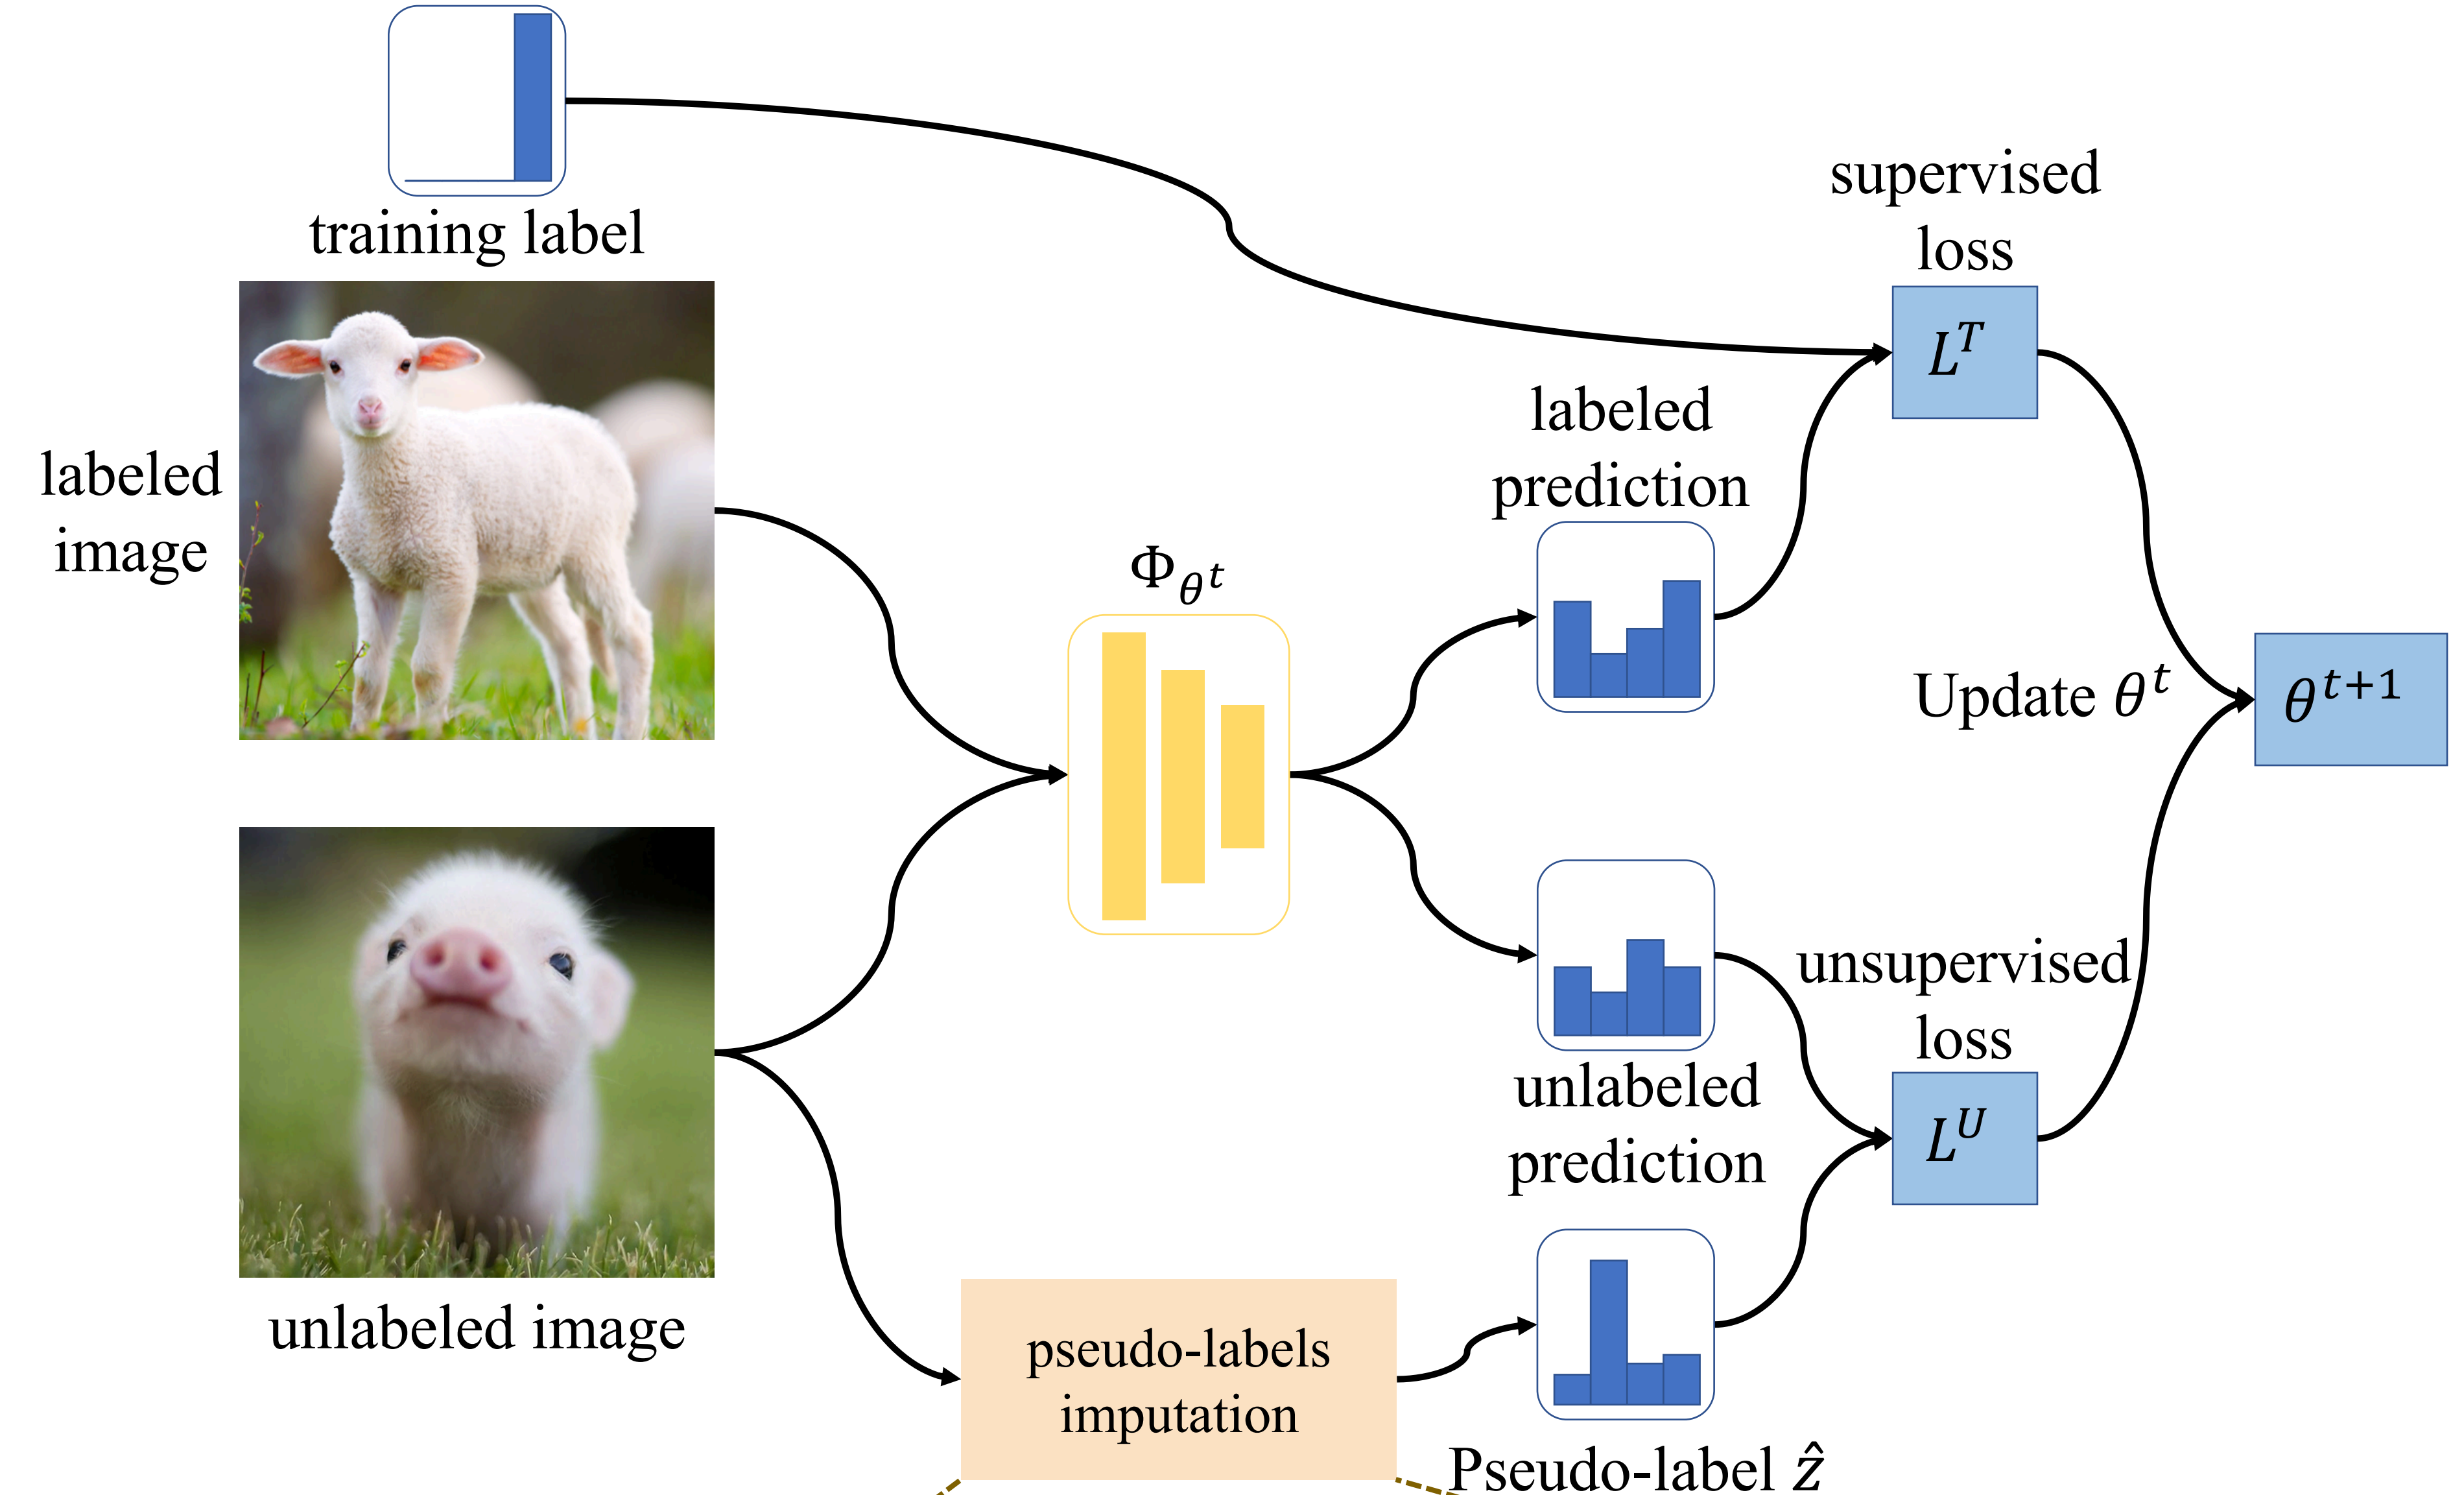 training label
supervised
loss
L^T
labeled
image
labeled
prediction
Φ_{θ^t}
Update θ^t
θ^{t+1}
unsupervised
loss
L^U
unlabeled
prediction
unlabeled image
pseudo-labels
imputation
Pseudo-label ẑ